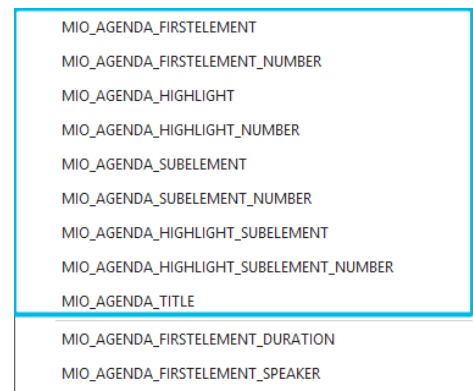 MIO_AGENDA_FIRSTELEMENT
MIO_AGENDA_FIRSTELEMENT_NUMBER
MIO_AGENDA_HIGHLIGHT
MIO_AGENDA_HIGHLIGHT_NUMBER
MIO_AGENDA_SUBELEMENT
MIO_AGENDA_SUBELEMENT_NUMBER
MIO_AGENDA_HIGHLIGHT_SUBELEMENT
MIO_AGENDA_HIGHLIGHT_SUBELEMENT_NUMBER
MIO_AGENDA_TITLE
MIO_AGENDA_FIRSTELEMENT_DURATION
MIO_AGENDA_FIRSTELEMENT_SPEAKER